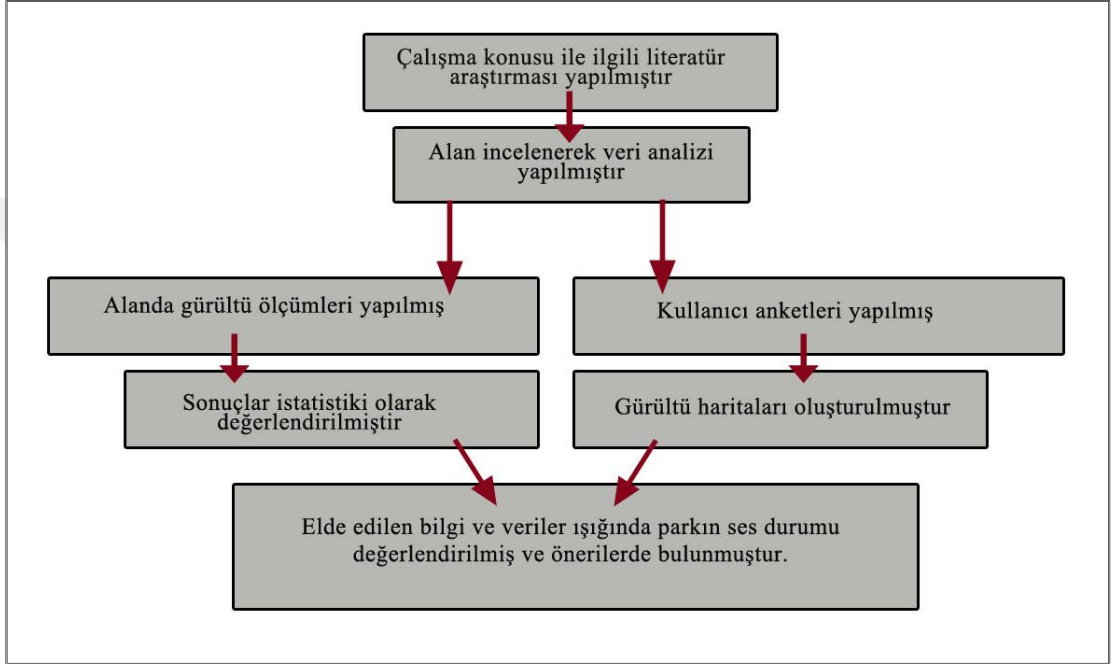 Çalışma konusu ile ilgili literatür
araştırması yapılmıştır
Alan incelenerek veri analizi
yapılmıştır
Alanda gürültü ölçümleri yapılmış
Kullanıcı anketleri yapılmış
Sonuçlar istatistiki olarak
değerlendirilmiştir
Gürültü haritaları oluşturulmuştur
Elde edilen bilgi ve veriler ışığında parkın ses durumu
değerlendirilmiş ve önerilerde bulunmuştur.